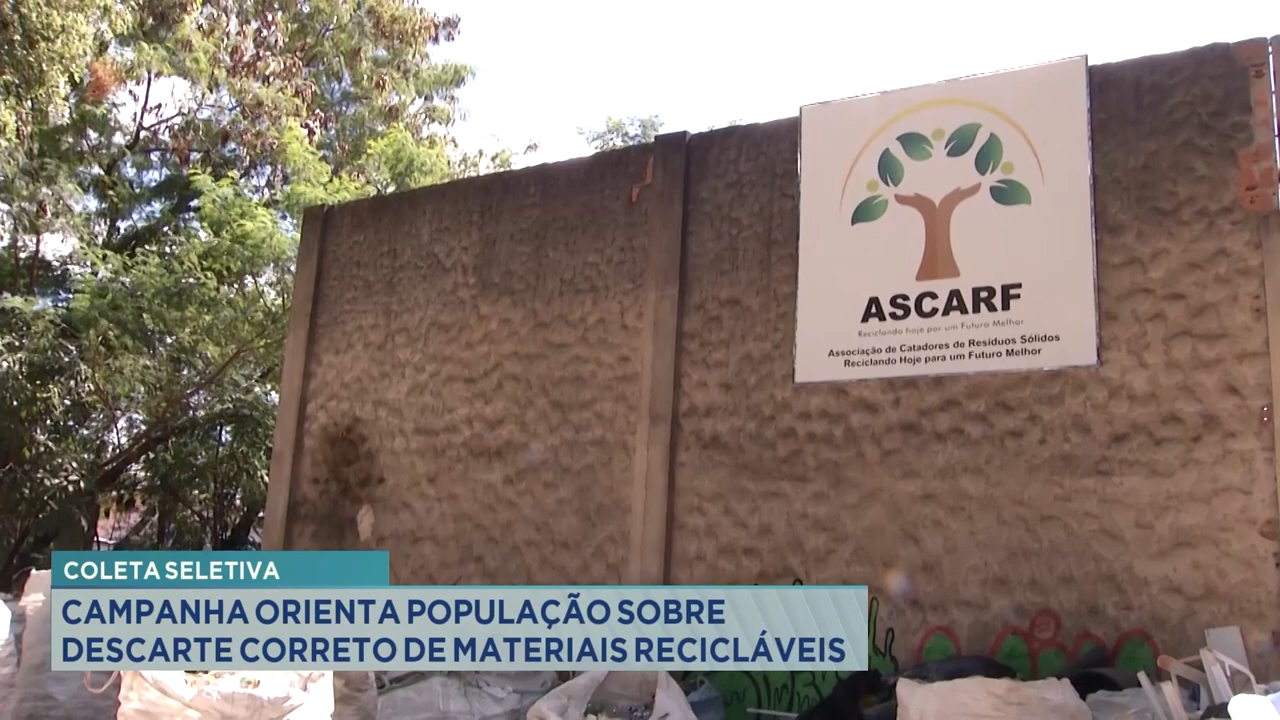 ASCARF
Reciclando hoje por um Futuro Melhor
Associação de Catadores de Resíduos Sólidos
Reciclando Hoje para um Futuro Melhor
COLETA SELETIVA
CAMPANHA ORIENTA POPULAÇÃO SOBRE
DESCARTE CORRETO DE MATERIAIS RECICLÁVEIS